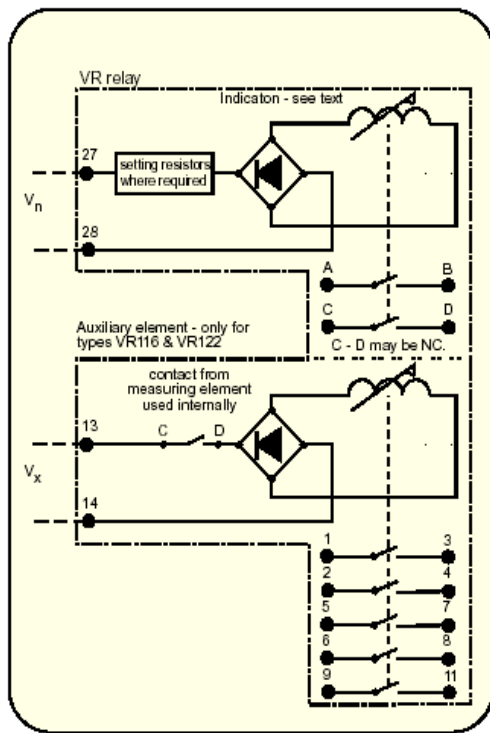 VR relay
Indicaton - see text
27
setting resistors
where required
Vn
28
A B
C D
C - D may be NC.
Auxiliary element - only for
types VR116 & VR122
contact from
measuring element
used internally
13 C D
Vx
14
1 3
2 4
5 7
6 8
9 11